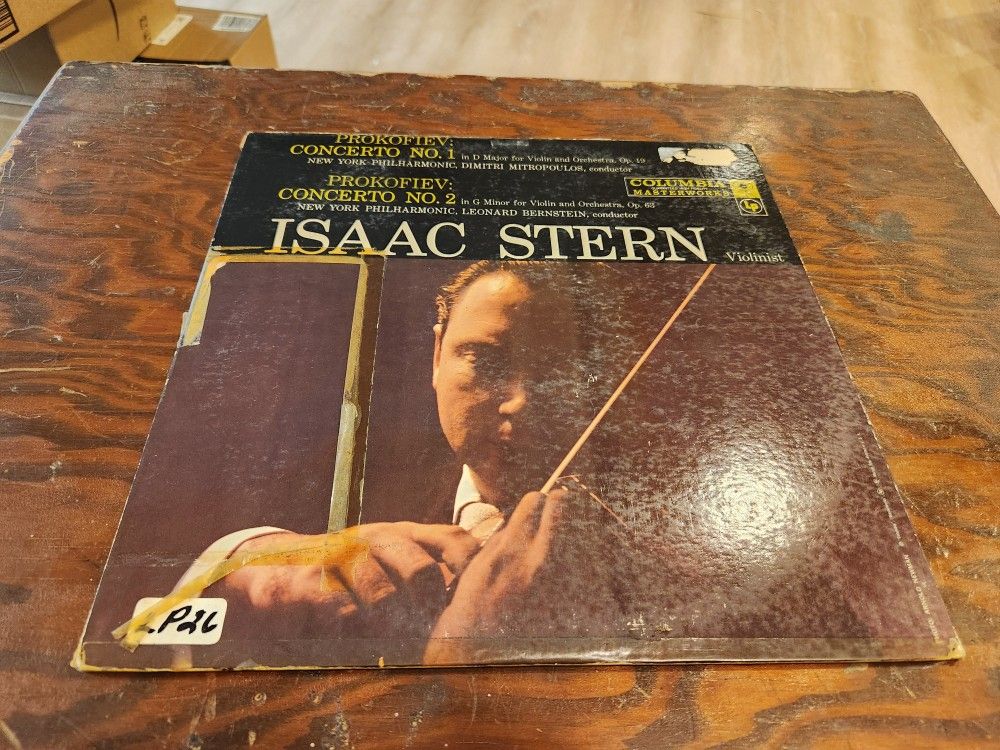 PROKOFIEV:
CONCERTO NO. 1 in D Major for Violin and Orchestra, Op. 19
NEW YORK PHILHARMONIC, DIMITRI MITROPOULOS, conductor
PROKOFIEV:
CONCERTO NO. 2 in G Minor for Violin and Orchestra, Op. 63
NEW YORK PHILHARMONIC, LEONARD BERNSTEIN, conductor
COLUMBIA
MASTERWORKS
LP
ISAAC STERN Violinist
LP26